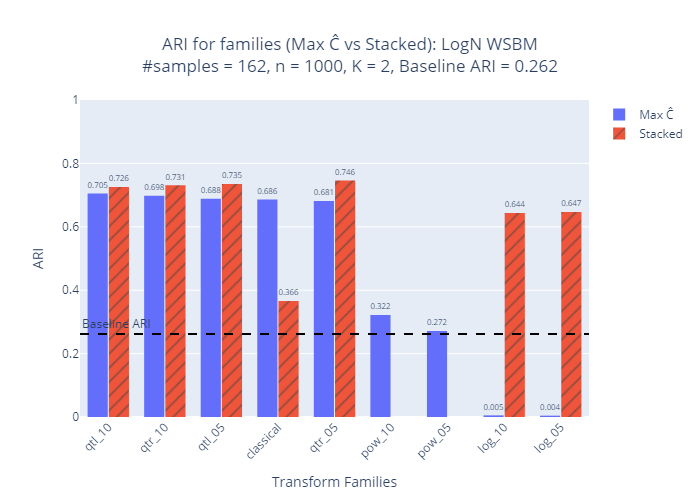 ARI for families (Max Ĉ vs Stacked): LogN WSBM
#samples = 162, n = 1000, K = 2, Baseline ARI = 0.262
Max Ĉ
Stacked
ARI
1
0.8
0.6
0.4
0.2
0
0.705
0.726
0.698
0.731
0.688
0.735
0.686
0.366
0.681
0.746
0.322
0.272
0.005
0.644
0.004
0.647
Baseline ARI
qtl_10
qtr_10
qtl_05
classical
qtr_05
pow_10
pow_05
log_10
log_05
Transform Families